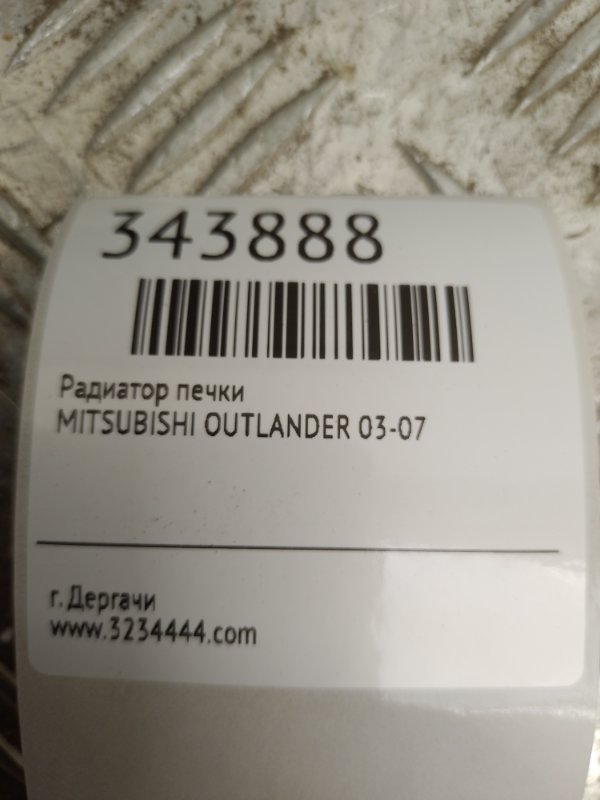 343888
Радиатор печки
MITSUBISHI OUTLANDER 03-07
г. Дергачи
www.3234444.com